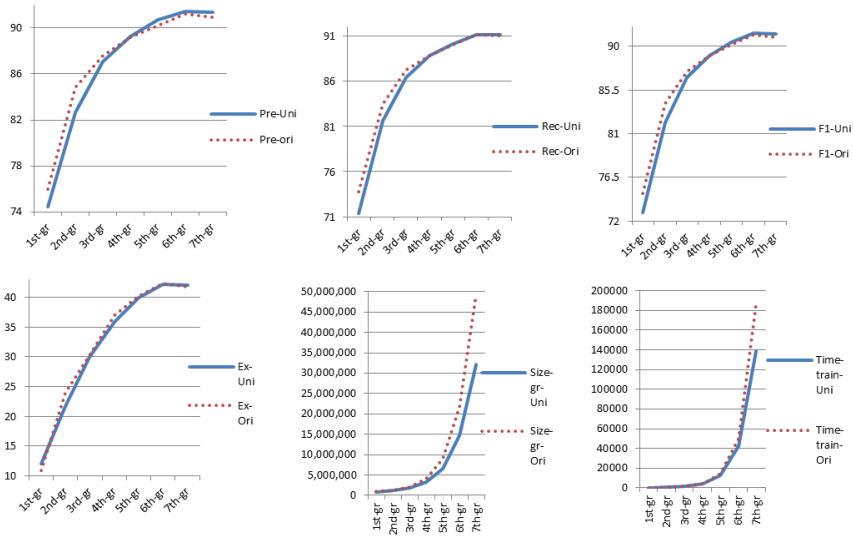 90
86
82
78
74
Pre-Uni
Pre-ori
1st-gr
2nd-gr
3rd-gr
4th-gr
5th-gr
6th-gr
7th-gr
91
86
81
76
71
Rec-Uni
Rec-Ori
1st-gr
2nd-gr
3rd-gr
4th-gr
5th-gr
6th-gr
7th-gr
90
85.5
81
76.5
72
F1-Uni
F1-Ori
1st-gr
2nd-gr
3rd-gr
4th-gr
5th-gr
6th-gr
7th-gr
40
35
30
25
20
15
10
Ex-
Uni
Ex-
Ori
1st-gr
2nd-gr
3rd-gr
4th-gr
5th-gr
6th-gr
7th-gr
50,000,000
45,000,000
40,000,000
35,000,000
30,000,000
25,000,000
20,000,000
15,000,000
10,000,000
5,000,000
0
Size-
gr-Uni
Size-
gr-Ori
1st-gr
2nd-gr
3rd-gr
4th-gr
5th-gr
6th-gr
7th-gr
200000
180000
160000
140000
120000
100000
80000
60000
40000
20000
0
Time-
train-
Uni
Time-
train-
Ori
1st-gr
2nd-gr
3rd-gr
4th-gr
5th-gr
6th-gr
7th-gr